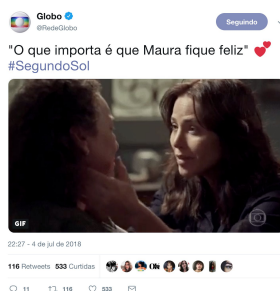 Globo
@RedeGlobo
Seguindo
"O que importa é que Maura fique feliz" 💕
#SegundoSol
GIF
22:27 - 4 de jul de 2018
116 Retweets 533 Curtidas
11 116 533